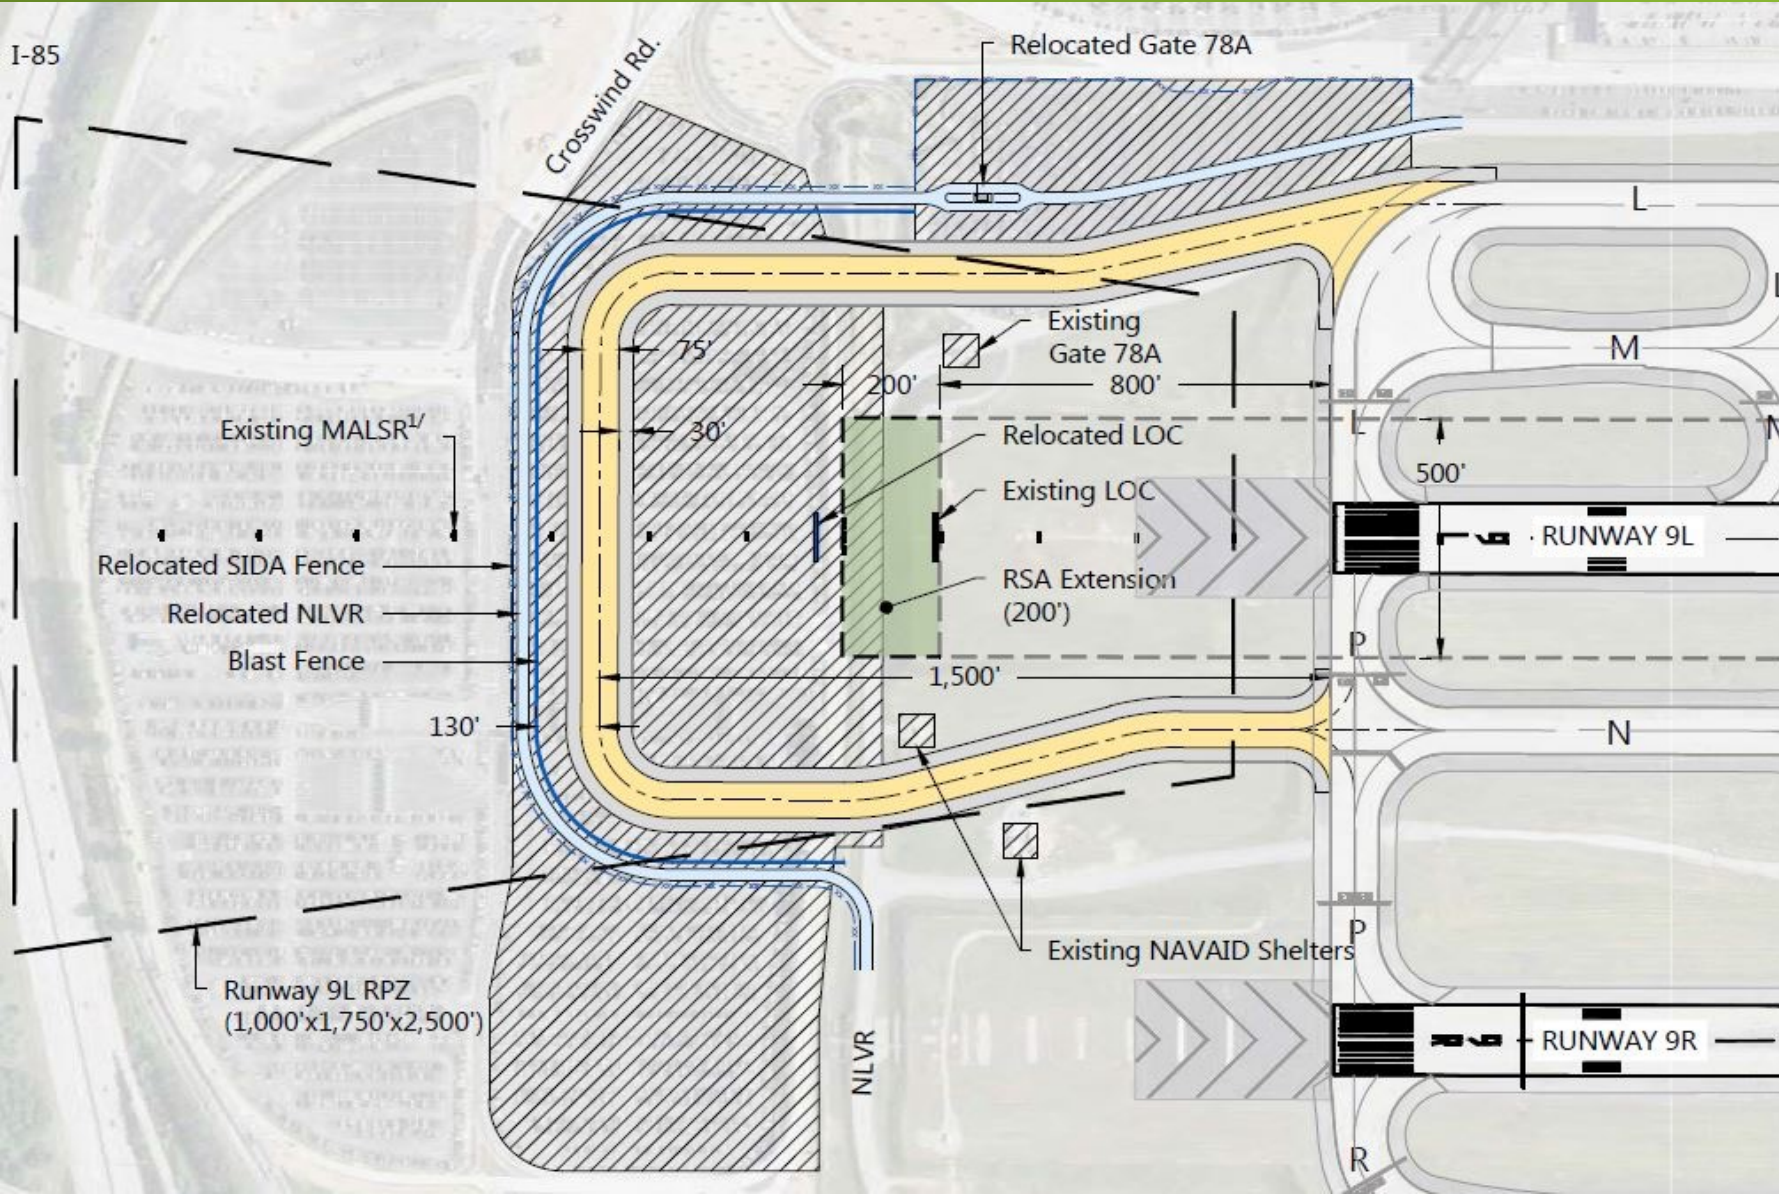 I-85
Crosswind Rd.
Relocated Gate 78A
L
M
Existing
Gate 78A
75'
200'
800'
30'
Existing MALSR1/
Relocated LOC
L
500'
Existing LOC
RUNWAY 9L
9L
Relocated SIDA Fence
RSA Extension
(200')
Relocated NLVR
Blast Fence
P
1,500'
130'
N
Existing NAVAID Shelters
P
Runway 9L RPZ
(1,000'x1,750'x2,500')
NLVR
9R
RUNWAY 9R
R